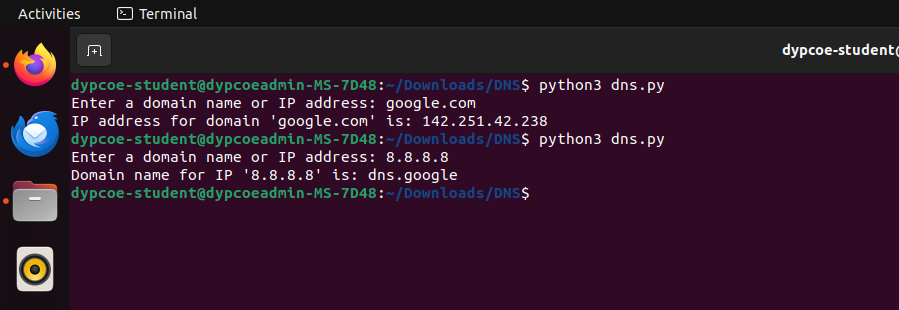 Activities
Terminal
dypcoe-student@
dypcoe-student@dypcoeadmin-MS-7D48:~/Downloads/DNS$ python3 dns.py
Enter a domain name or IP address: google.com
IP address for domain 'google.com' is: 142.251.42.238
dypcoe-student@dypcoeadmin-MS-7D48:~/Downloads/DNS$ python3 dns.py
Enter a domain name or IP address: 8.8.8.8
Domain name for IP '8.8.8.8' is: dns.google
dypcoe-student@dypcoeadmin-MS-7D48:~/Downloads/DNS$